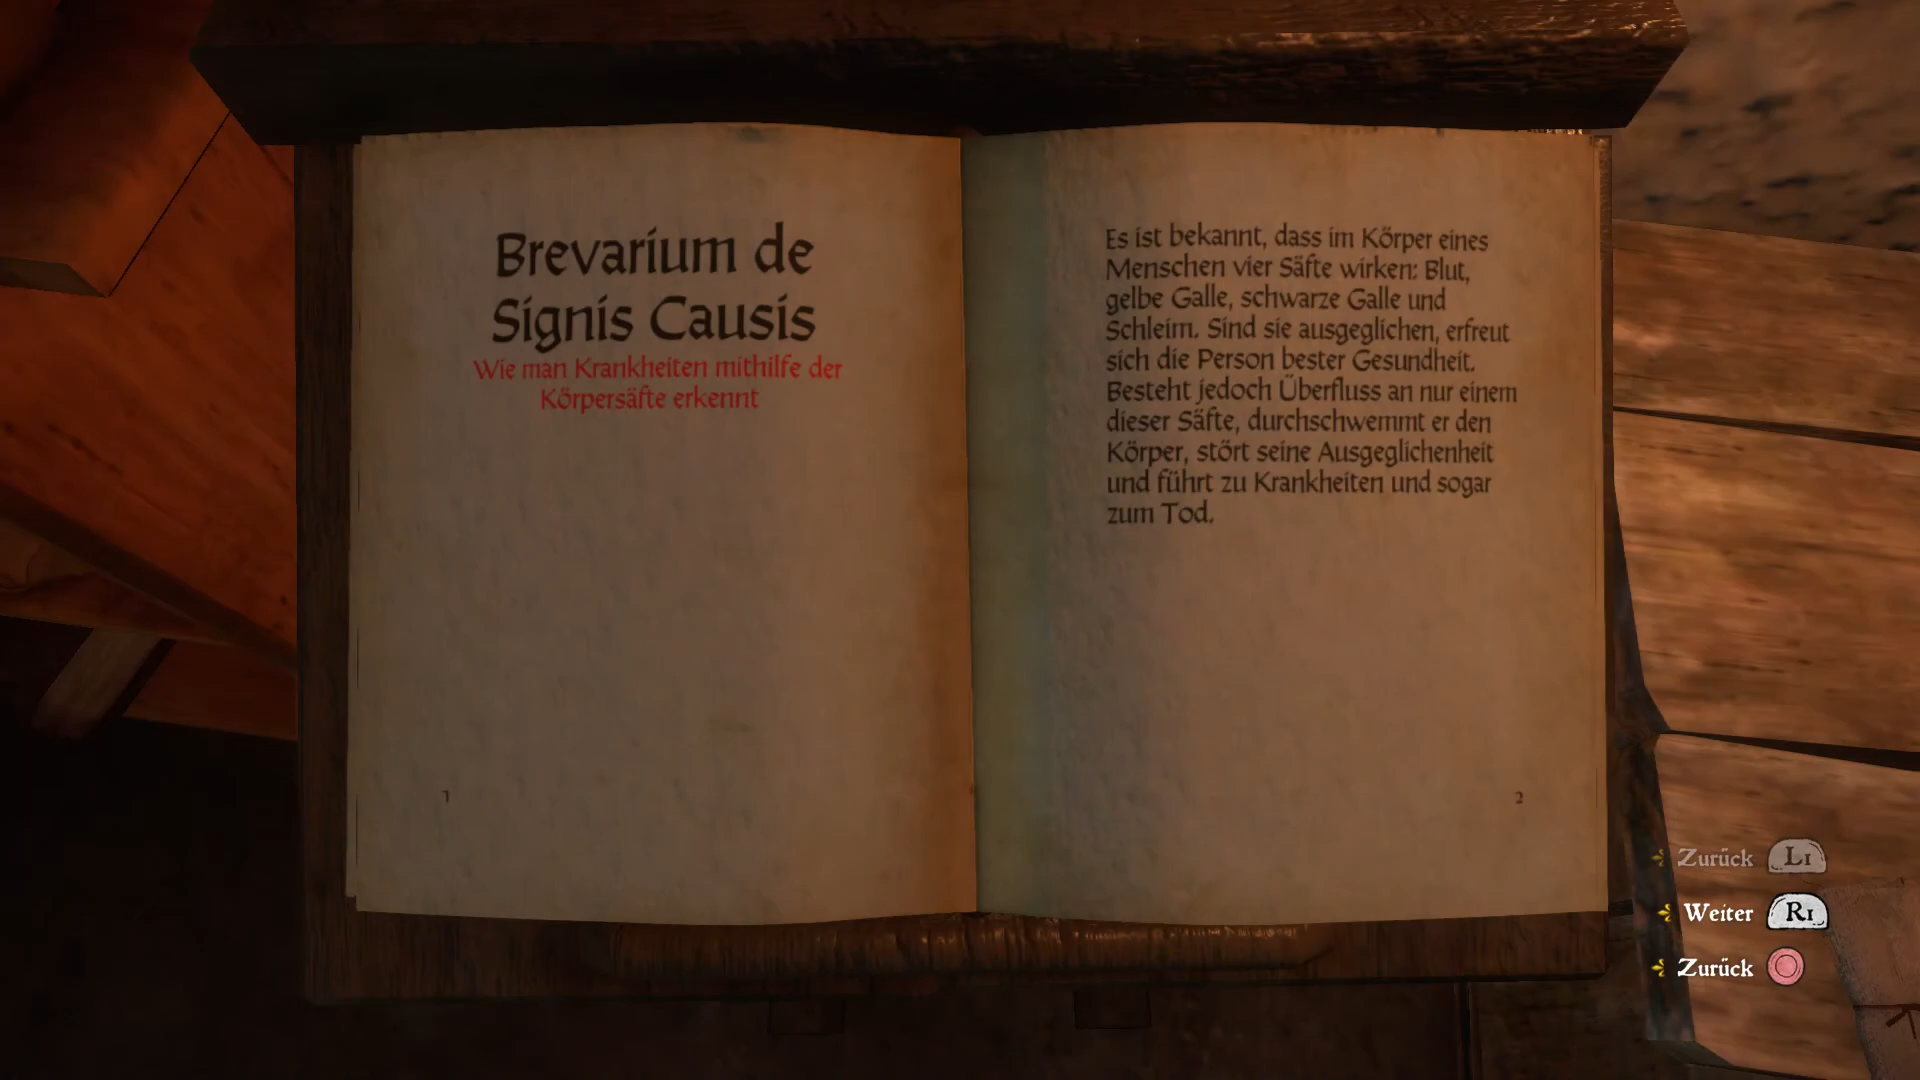 Brevarium de
Signis Causis
Wie man Krankheiten mithilfe der
Körpersäfte erkennt
1
Es ist bekannt, dass im Körper eines
Menschen vier Säfte wirken: Blut,
gelbe Galle, schwarze Galle und
Schleim. Sind sie ausgeglichen, erfreut
sich die Person bester Gesundheit.
Besteht jedoch Überfluss an nur einem
dieser Säfte, durchschwemmt er den
Körper, stört seine Ausgeglichenheit
und führt zu Krankheiten und sogar
zum Tod.
2
Zurück L1
Weiter R1
Zurück